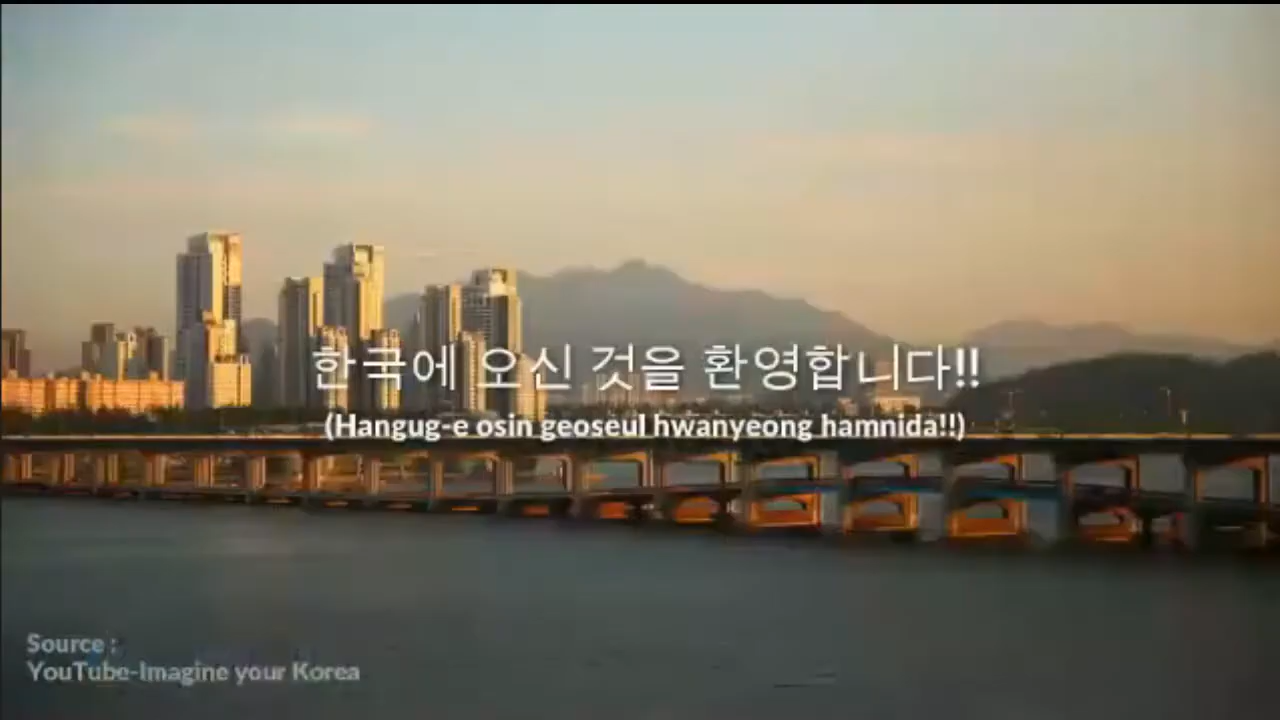 한국에 오신 것을 환영합니다!!
(Hangug-e osin geoseul hwanyeong hamnida!!)
Source :
YouTube-Imagine your Korea